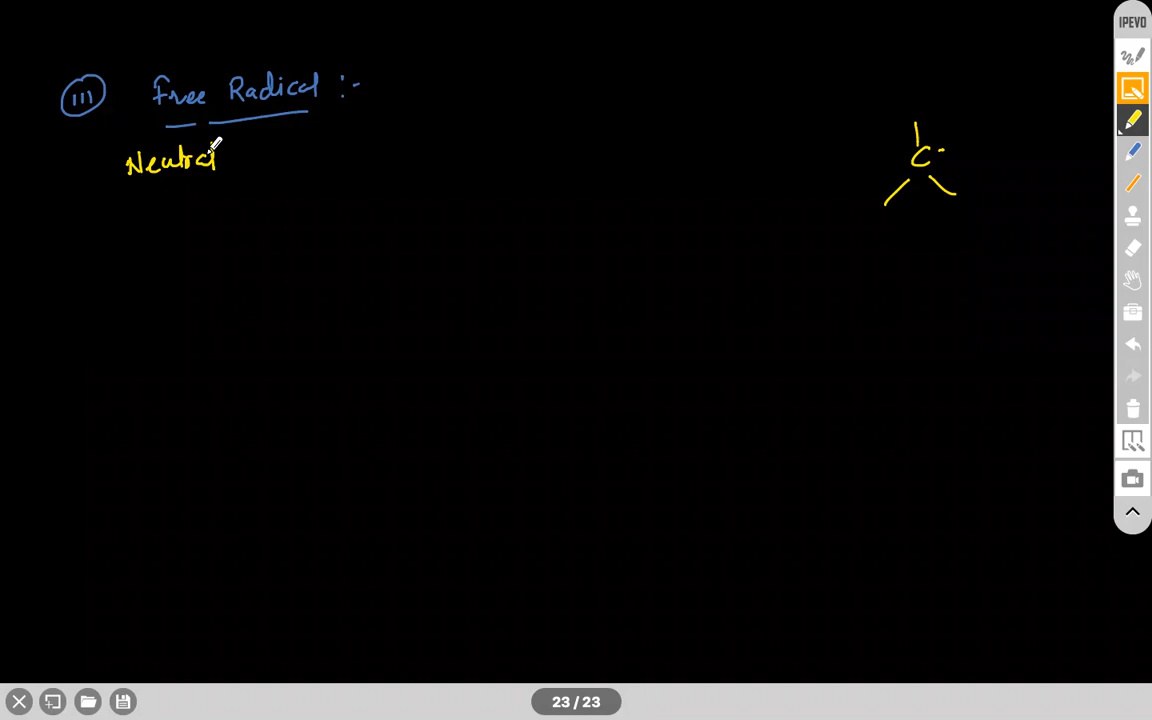 III Free Radical :-
Neutral
C·
IPEVO
23 / 23